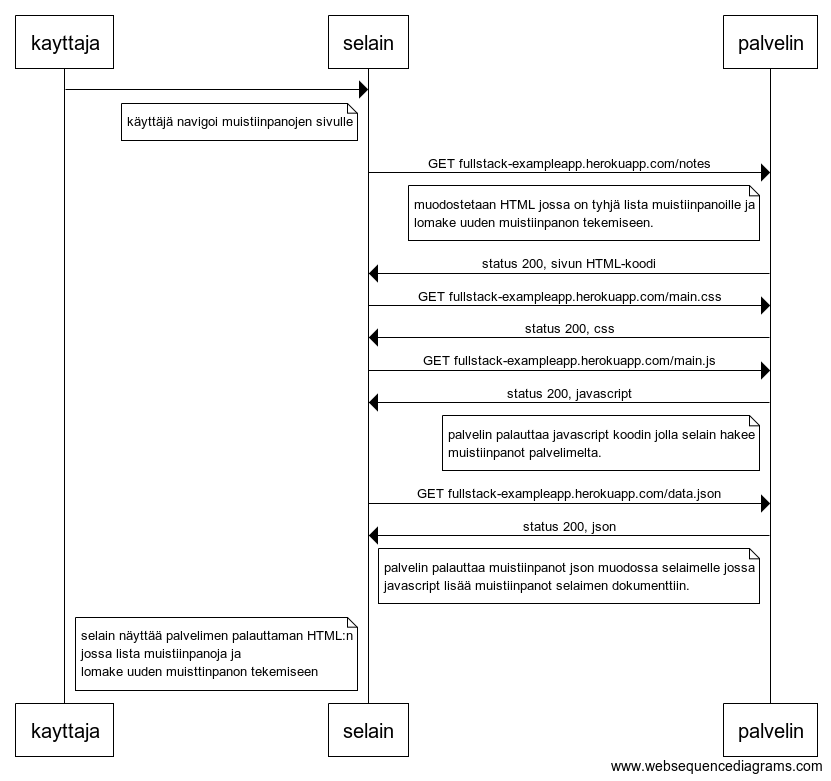 kayttaja
selain
palvelin
käyttäjä navigoi muistiinpanojen sivulle
GET fullstack-exampleapp.herokuapp.com/notes
muodostetaan HTML jossa on tyhjä lista muistiinpanoille ja
lomake uuden muistiinpanon tekemiseen.
status 200, sivun HTML-koodi
GET fullstack-exampleapp.herokuapp.com/main.css
status 200, css
GET fullstack-exampleapp.herokuapp.com/main.js
status 200, javascript
palvelin palauttaa javascript koodin jolla selain hakee
muistiinpanot palvelimelta.
GET fullstack-exampleapp.herokuapp.com/data.json
status 200, json
palvelin palauttaa muistiinpanot json muodossa selaimelle jossa
javascript lisää muistiinpanot selaimen dokumenttiin.
selain näyttää palvelimen palauttaman HTML:n
jossa lista muistiinpanoja ja
lomake uuden muisttinpanon tekemiseen
kayttaja
selain
palvelin
www.websequencediagrams.com